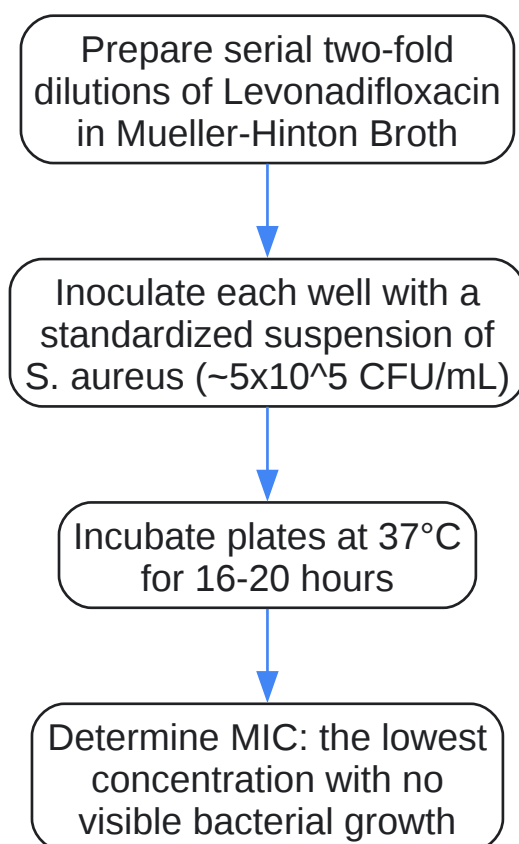 Prepare serial two-fold
dilutions of Levonadifloxacin
in Mueller-Hinton Broth
Inoculate each well with a
standardized suspension of
S. aureus (~5x10^5 CFU/mL)
Incubate plates at 37°C
for 16-20 hours
Determine MIC: the lowest
concentration with no
visible bacterial growth